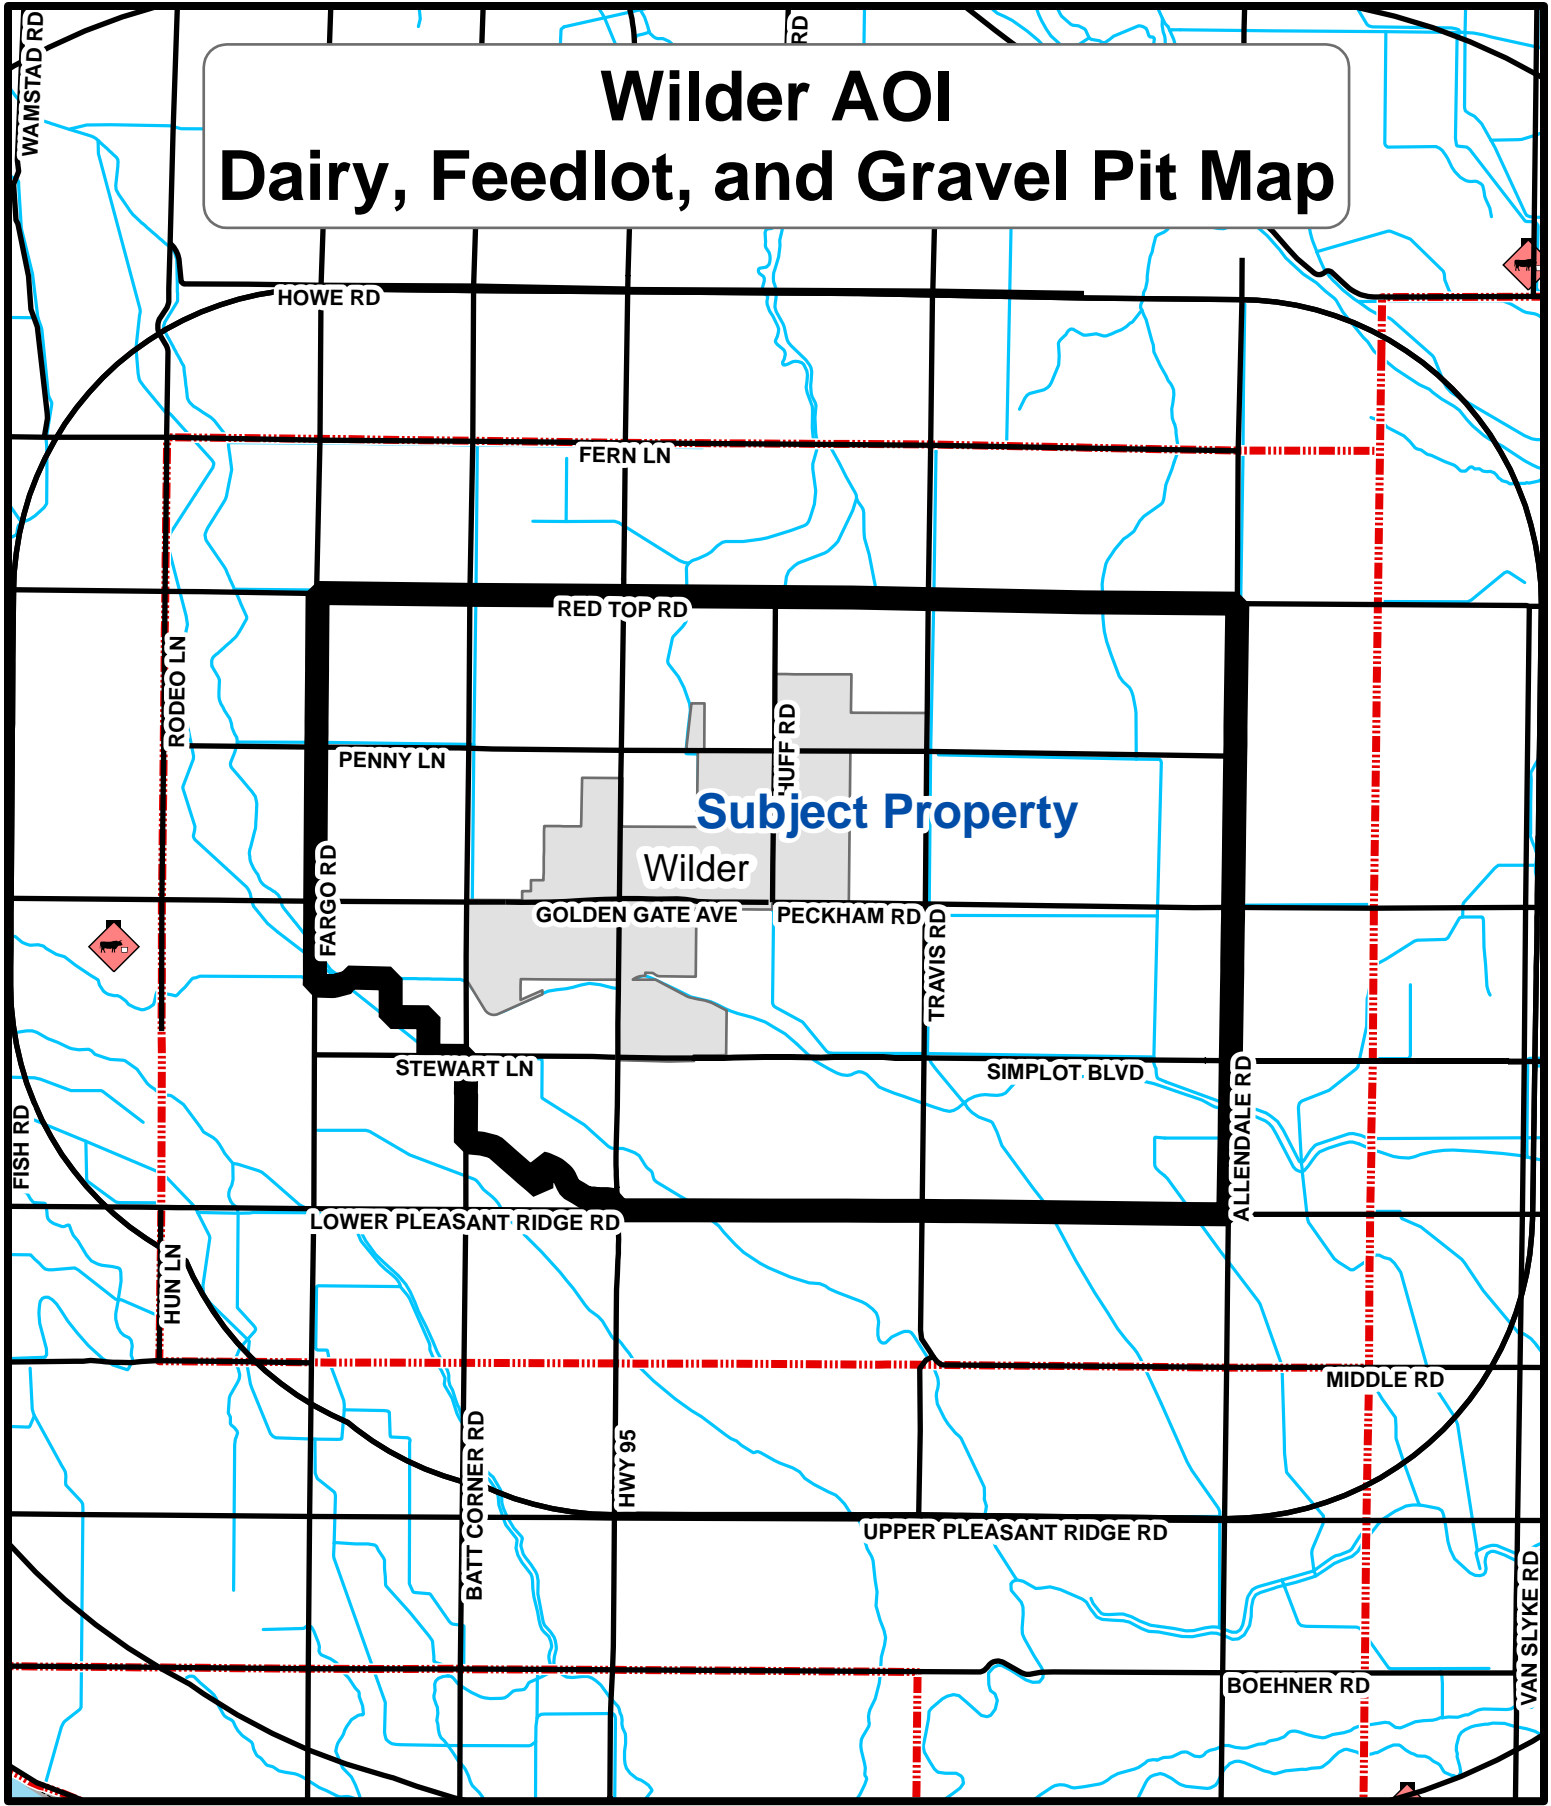 WAMSTAD RD
RD
Wilder AOI
Dairy, Feedlot, and Gravel Pit Map
HOWE RD
FERN LN
RED TOP RD
RODEO LN
HUFF RD
PENNY LN
Subject Property
Wilder
FARGO RD
GOLDEN GATE AVE
PECKHAM RD
TRAVIS RD
STEWART LN
SIMPLOT BLVD
ALLENDALE RD
FISH RD
LOWER PLEASANT RIDGE RD
HUN LN
MIDDLE RD
BATT CORNER RD
HWY 95
UPPER PLEASANT RIDGE RD
VAN SLYKE RD
BOEHNER RD